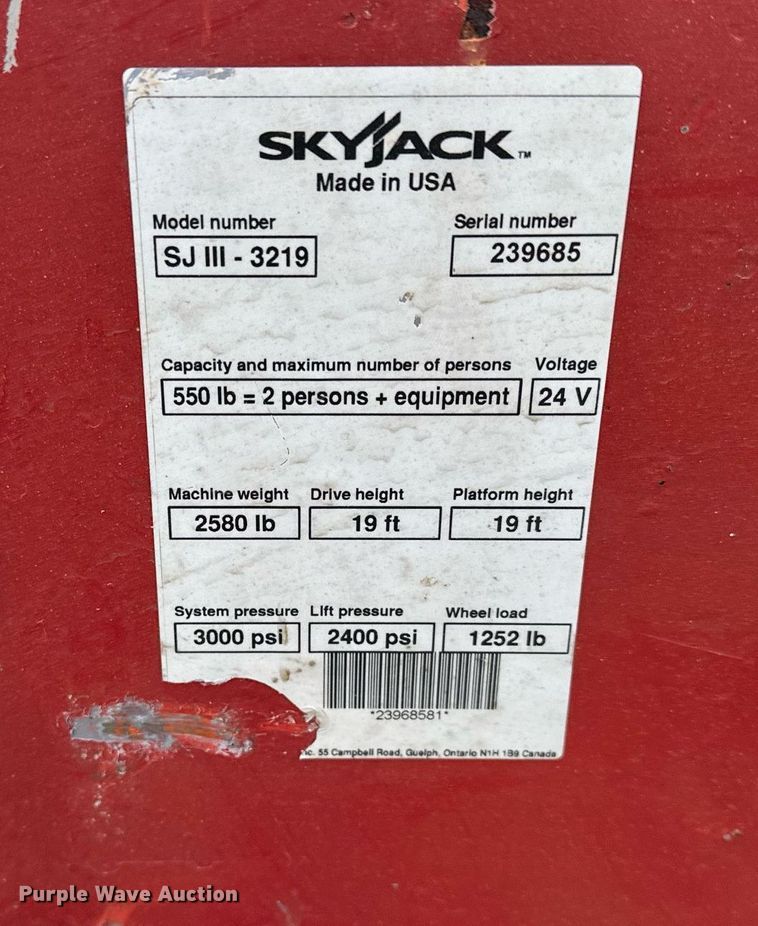 SKYJACK™
Made in USA
Model number Serial number
SJ III - 3219 239685
Capacity and maximum number of persons Voltage
550 lb = 2 persons + equipment 24 V
Machine weight Drive height Platform height
2580 lb 19 ft 19 ft
System pressure Lift pressure Wheel load
3000 psi 2400 psi 1252 lb
*23968581*
55 Campbell Road, Guelph, Ontario N1H 1B9 Canada
Purple Wave Auction